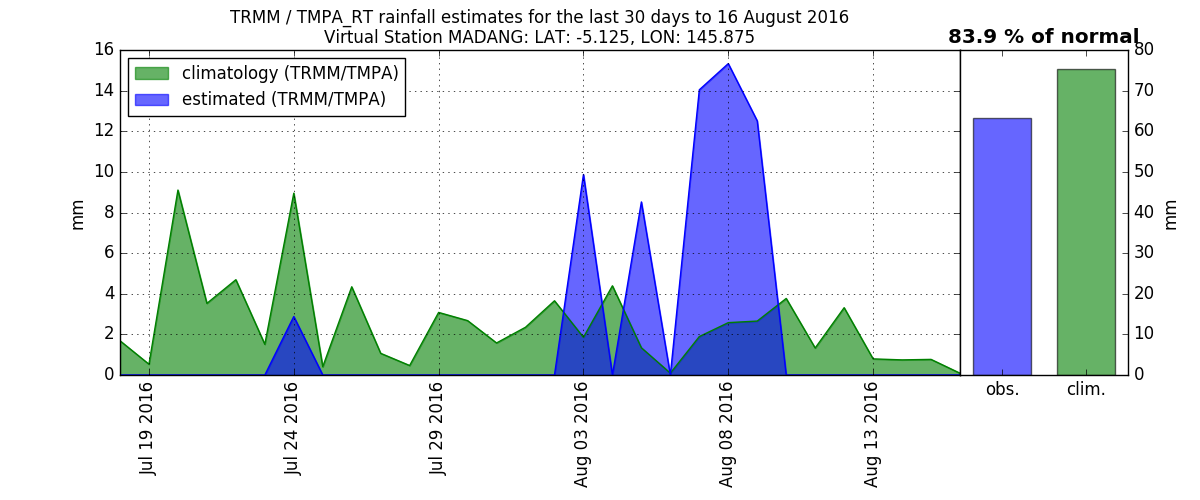 TRMM / TMPA_RT rainfall estimates for the last 30 days to 16 August 2016
Virtual Station MADANG: LAT: -5.125, LON: 145.875
83.9 % of normal
climatology (TRMM/TMPA)
estimated (TRMM/TMPA)
mm
16
14
12
10
8
6
4
2
0
Jul 19 2016
Jul 24 2016
Jul 29 2016
Aug 03 2016
Aug 08 2016
Aug 13 2016
obs.
clim.
80
70
60
50
40
30
20
10
0
mm